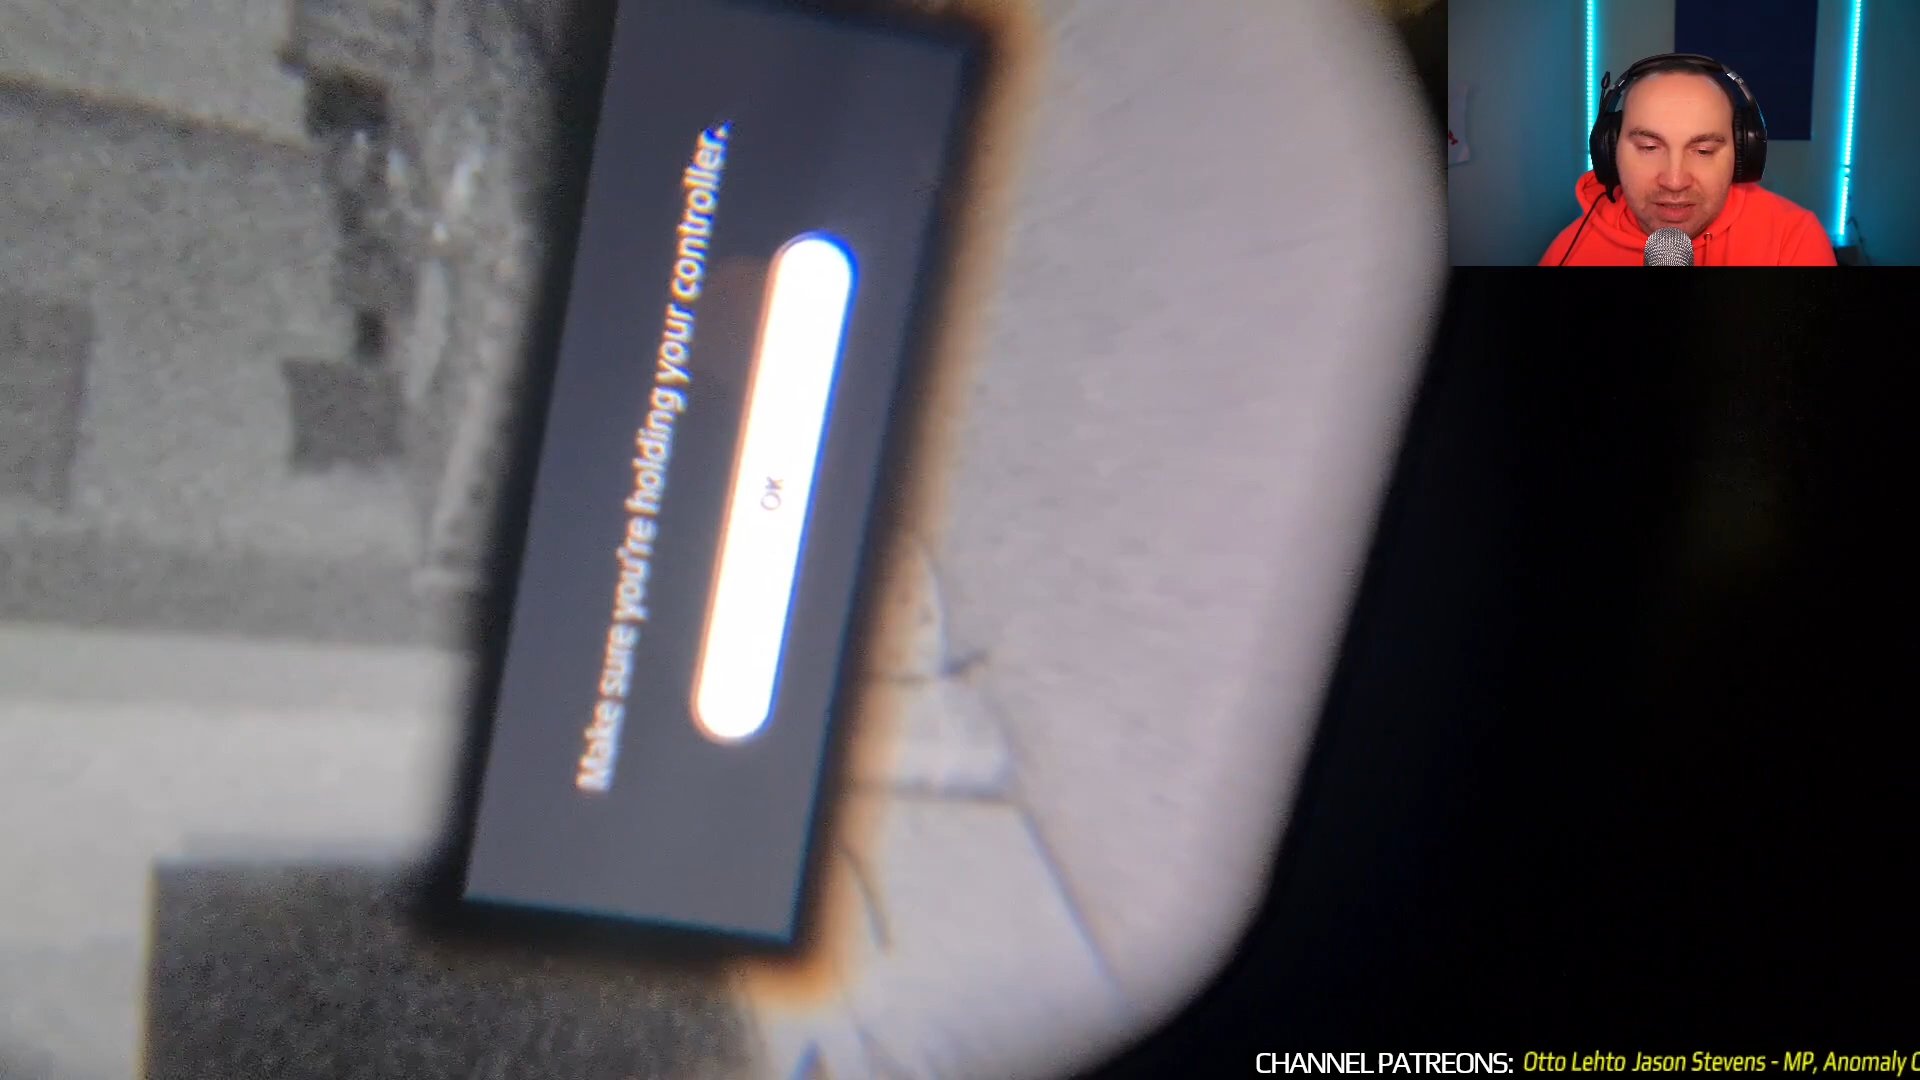 Make sure you're holding your controller.
OK
CHANNEL PATREONS: Otto Lehto Jason Stevens - MP, Anomaly